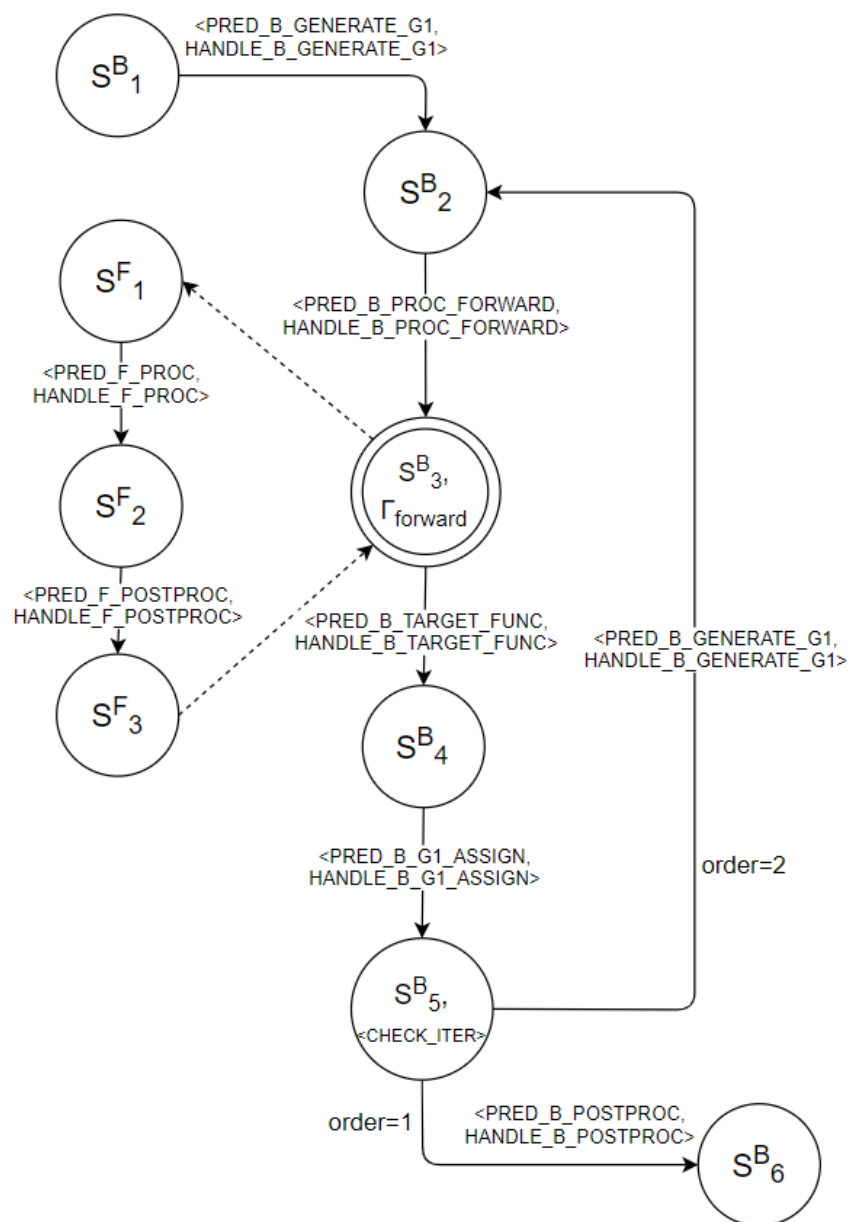 <PRED_B_GENERATE_G1,
HANDLE_B_GENERATE_G1>
S^B_1
S^B_2
S^F_1
<PRED_B_PROC_FORWARD,
HANDLE_B_PROC_FORWARD>
<PRED_F_PROC,
HANDLE_F_PROC>
S^B_3,
Γ_forward
S^F_2
<PRED_F_POSTPROC,
HANDLE_F_POSTPROC>
<PRED_B_TARGET_FUNC,
HANDLE_B_TARGET_FUNC>
<PRED_B_GENERATE_G1,
HANDLE_B_GENERATE_G1>
S^F_3
S^B_4
<PRED_B_G1_ASSIGN,
HANDLE_B_G1_ASSIGN>
order=2
S^B_5,
<CHECK_ITER>
order=1
<PRED_B_POSTPROC,
HANDLE_B_POSTPROC>
S^B_6